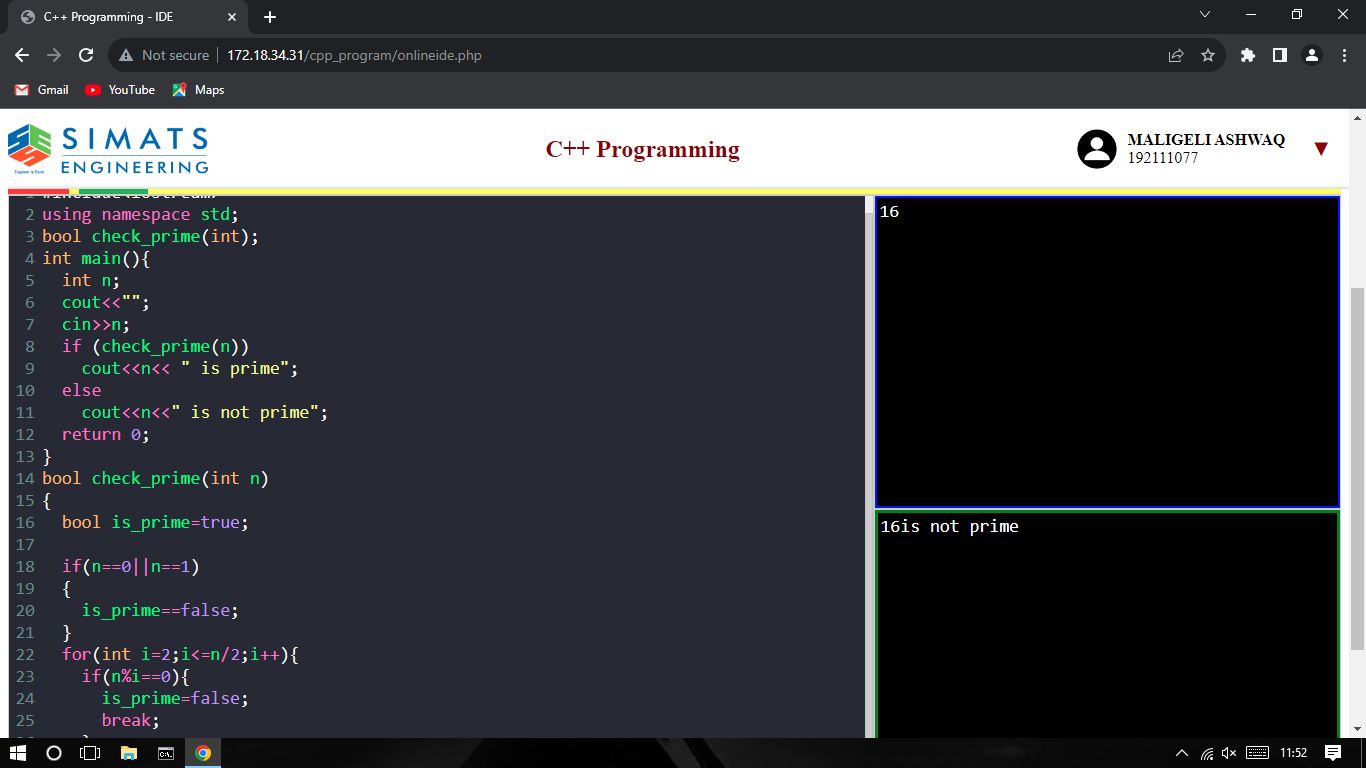 C++ Programming - IDE
Not secure 172.18.34.31/cpp_program/onlineide.php
Gmail YouTube Maps
SIMATS
ENGINEERING
Engineer to Excel
C++ Programming
MALIGELI ASHWAQ
192111077
▼
2 using namespace std;
3 bool check_prime(int);
4 int main(){
5 int n;
6 cout<<"";
7 cin>>n;
8 if (check_prime(n))
9 cout<<n<< " is prime";
10 else
11 cout<<n<<" is not prime";
12 return 0;
13 }
14 bool check_prime(int n)
15 {
16 bool is_prime=true;
17
18 if(n==0||n==1)
19 {
20 is_prime==false;
21 }
22 for(int i=2;i<=n/2;i++){
23 if(n%i==0){
24 is_prime=false;
25 break;
16
16is not prime
11:52